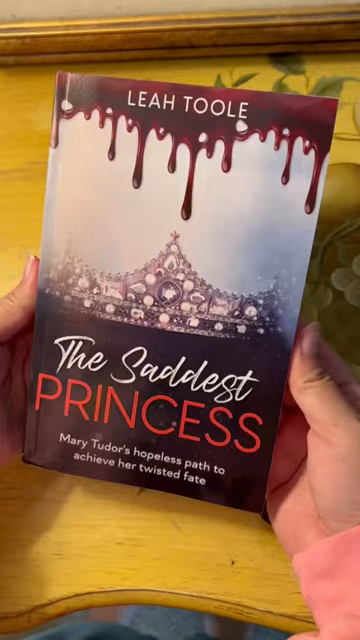 LEAH TOOLE
The Saddest
PRINCESS
Mary Tudor's hopeless path to
achieve her twisted fate